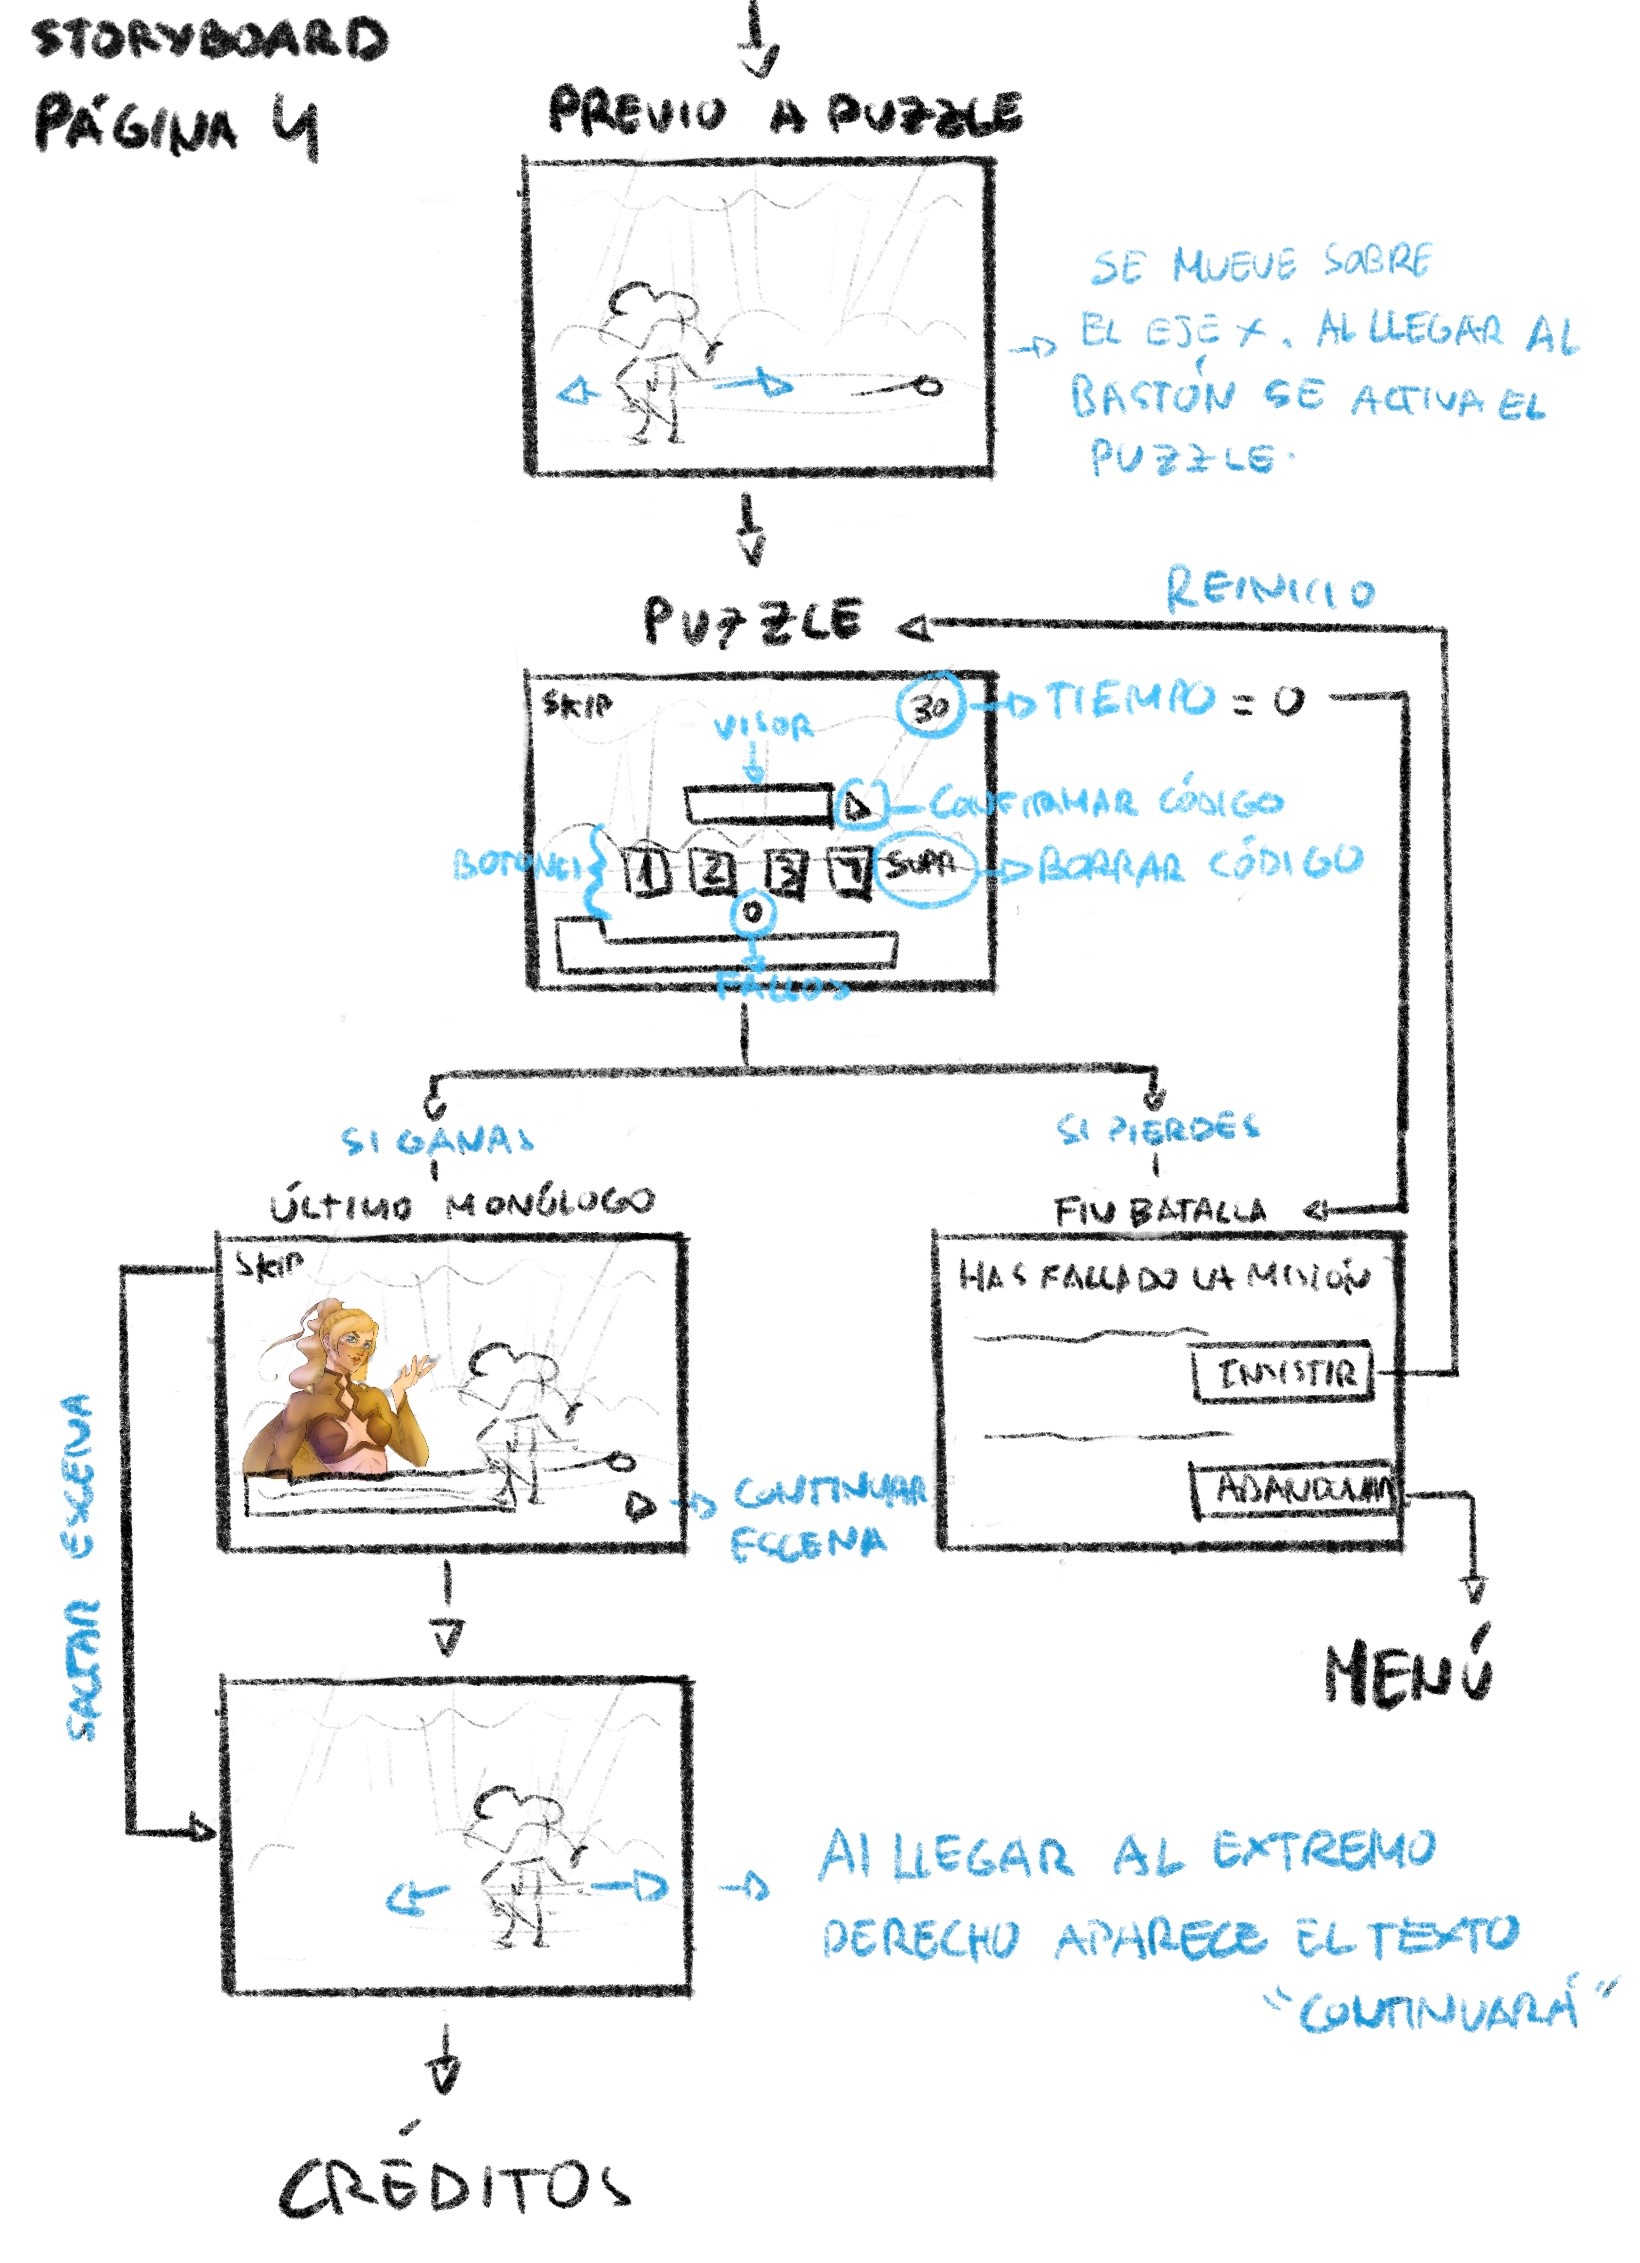 STORYBOARD
PÁGINA 4
PREVIO A PUZZLE
SE MUEVE SOBRE
EL EJE X. AL LLEGAR AL
BASTÓN SE ACTIVA EL
PUZZLE.
REINICIO
PUZZLE
SKIP
30
TIEMPO = 0
VISOR
CONFIRMAR CÓDIGO
BOTONES
1 2 3 4 SUPR
BORRAR CÓDIGO
0
FALLOS
SI GANAS
SI PIERDES
ÚLTIMO MONÓLOGO
FIN BATALLA
SKIP
HAS FALLADO LA MISIÓN
INSISTIR
ABANDONAR
CONTINUAR
ESCENA
SALTAR ESCENA
MENÚ
Al LLEGAR AL EXTREMO
DERECHO APARECE EL TEXTO
"CONTINUARÁ"
CRÉDITOS